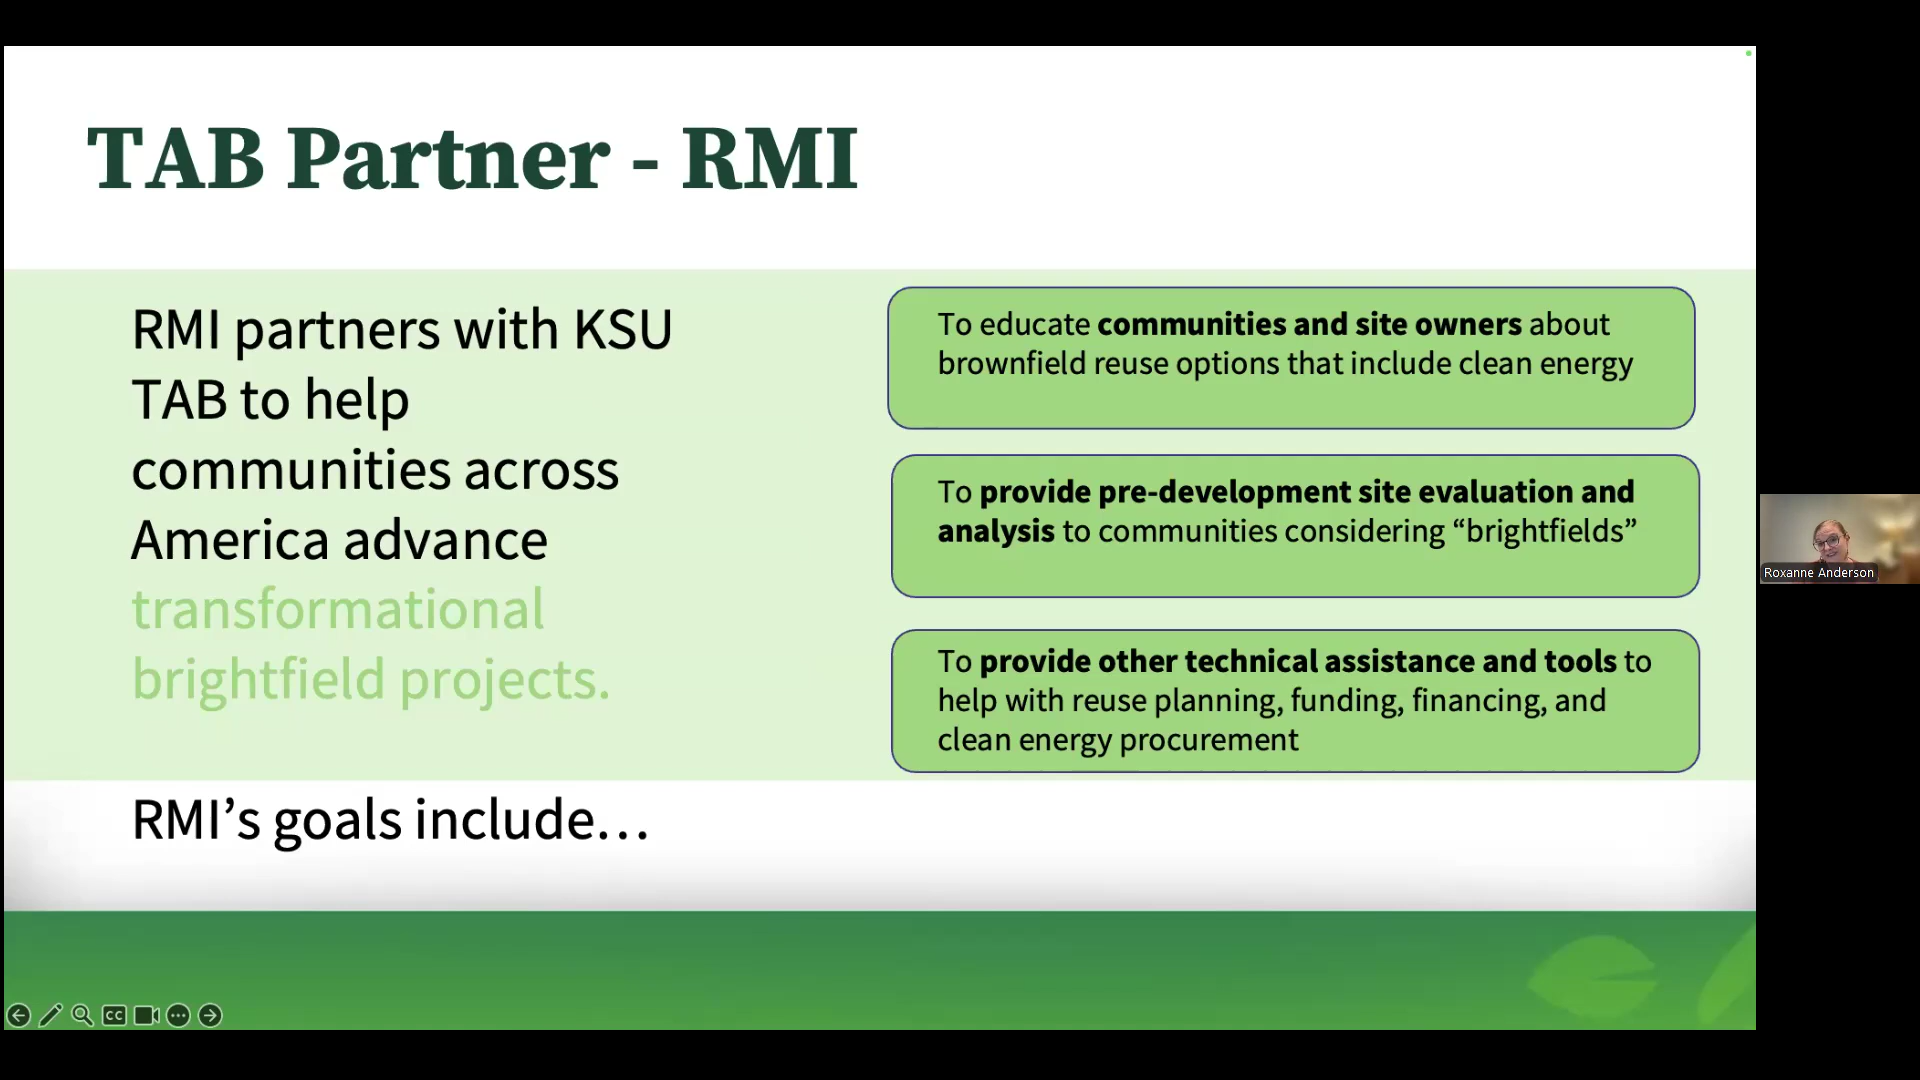 TAB Partner - RMI
RMI partners with KSU
TAB to help
communities across
America advance
transformational
brightfield projects.
RMI’s goals include…
To educate communities and site owners about
brownfield reuse options that include clean energy
To provide pre-development site evaluation and
analysis to communities considering “brightfields”
To provide other technical assistance and tools to
help with reuse planning, funding, financing, and
clean energy procurement
Roxanne Anderson
CC